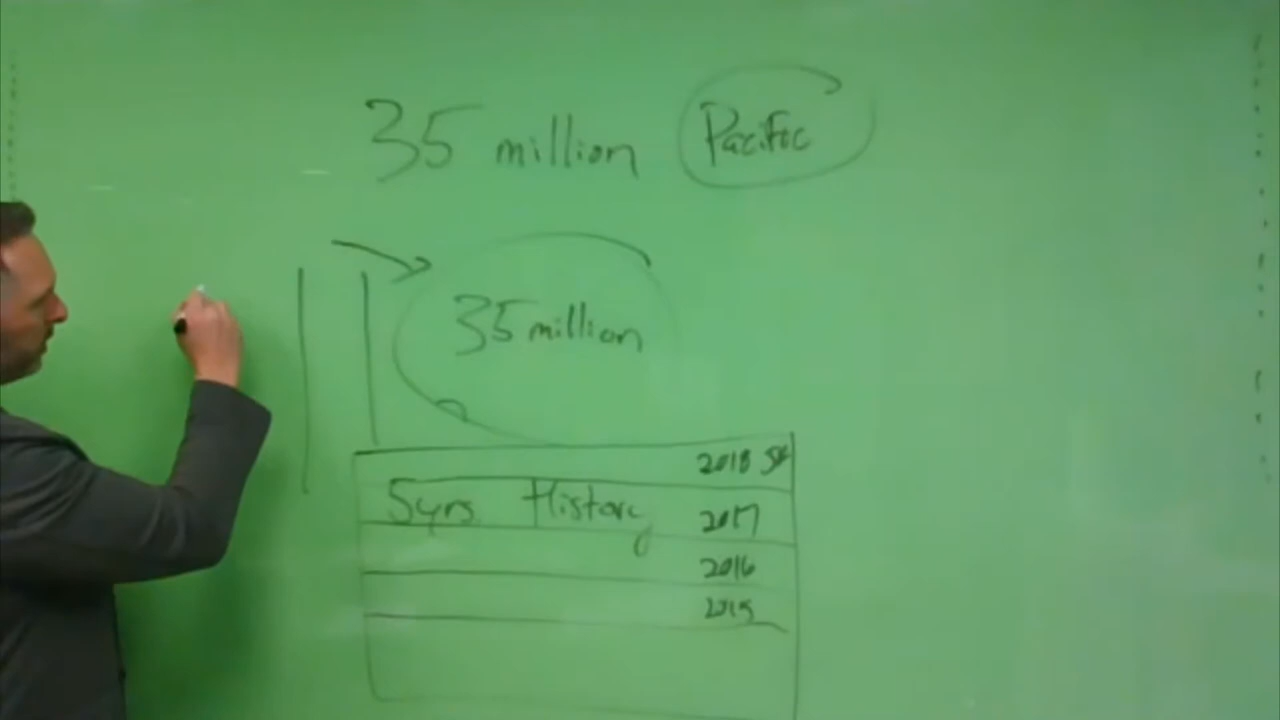 35 million Pacific
35 million
2018
5yrs History 2017
2016
2015